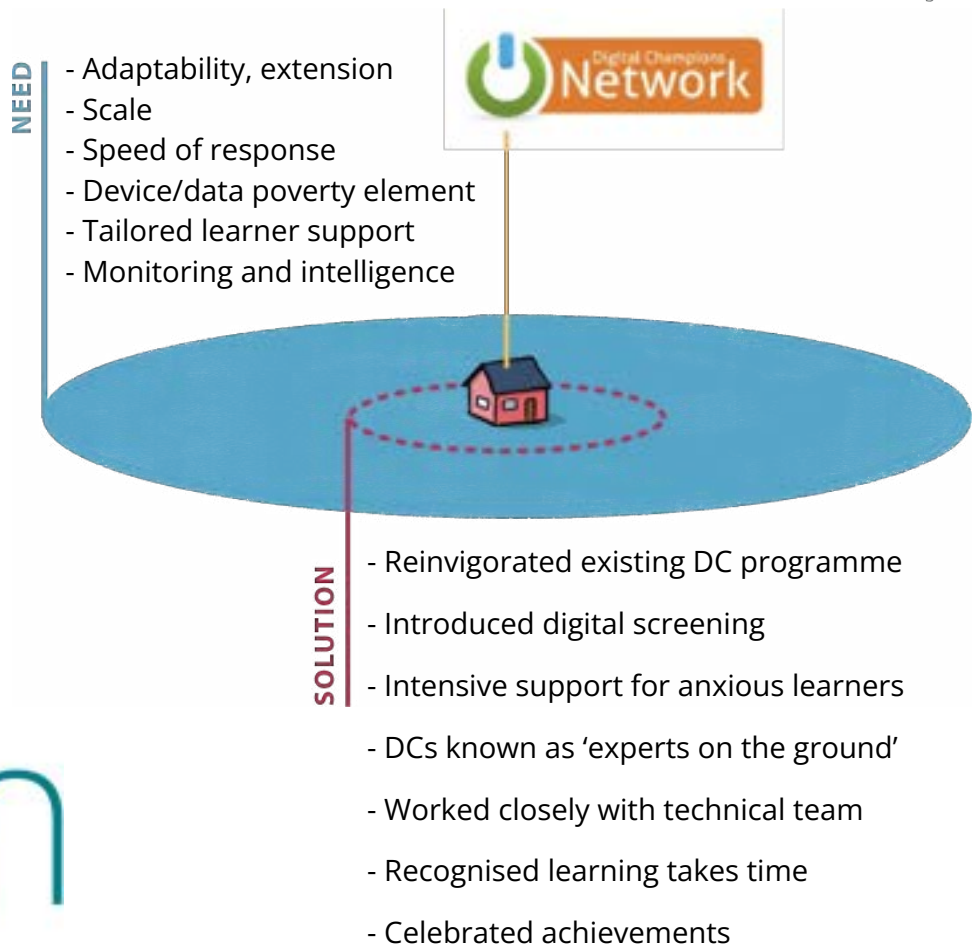 Digital Champions
Network
NEED
- Adaptability, extension
- Scale
- Speed of response
- Device/data poverty element
- Tailored learner support
- Monitoring and intelligence
SOLUTION
- Reinvigorated existing DC programme
- Introduced digital screening
- Intensive support for anxious learners
- DCs known as ‘experts on the ground’
- Worked closely with technical team
- Recognised learning takes time
- Celebrated achievements